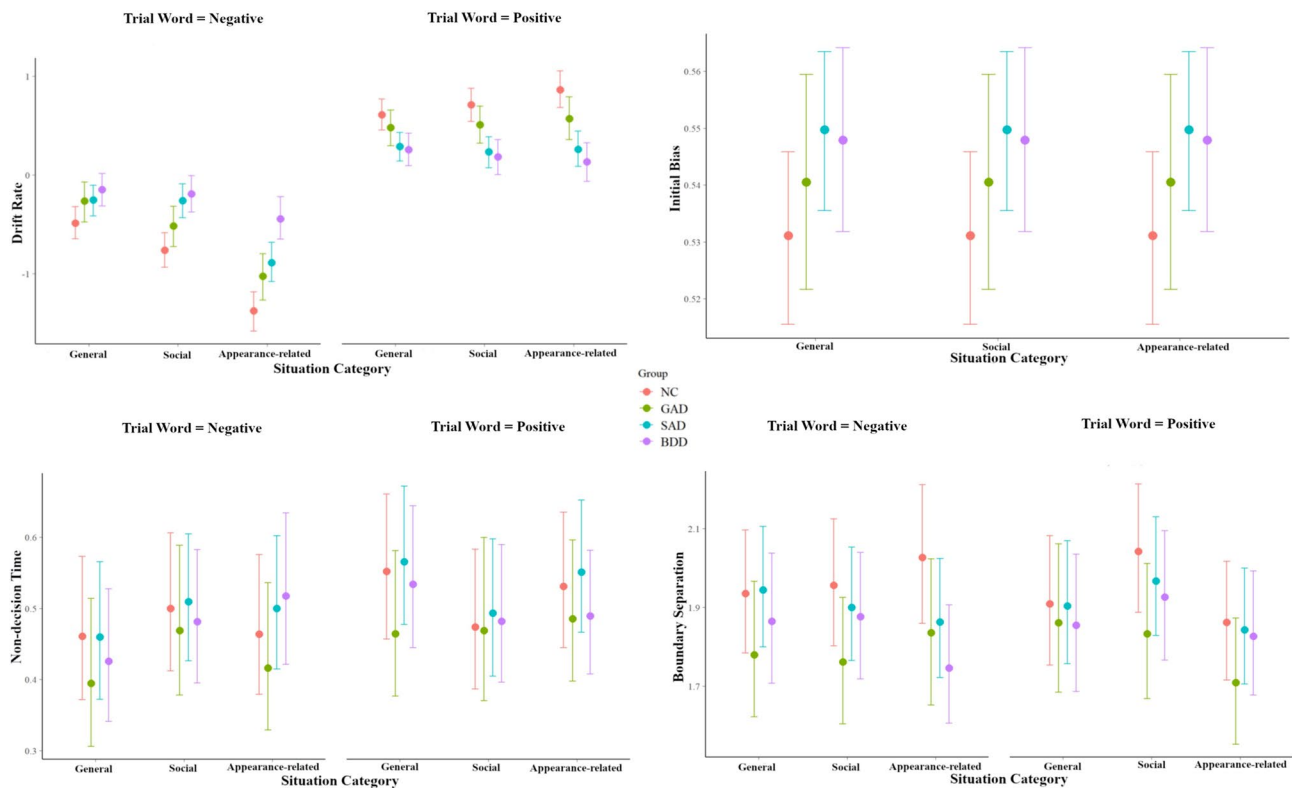 Trial Word = Negative
Trial Word = Positive
Drift Rate
1
0
-1
General
Social
Appearance-related
General
Social
Appearance-related
Situation Category
Initial Bias
0.56
0.55
0.54
0.53
0.52
General
Social
Appearance-related
Situation Category
Group
NC
GAD
SAD
BDD
Trial Word = Negative
Trial Word = Positive
Non-decision Time
0.6
0.5
0.4
0.3
General
Social
Appearance-related
General
Social
Appearance-related
Situation Category
Trial Word = Negative
Trial Word = Positive
Boundary Separation
2.1
1.9
1.7
General
Social
Appearance-related
General
Social
Appearance-related
Situation Category